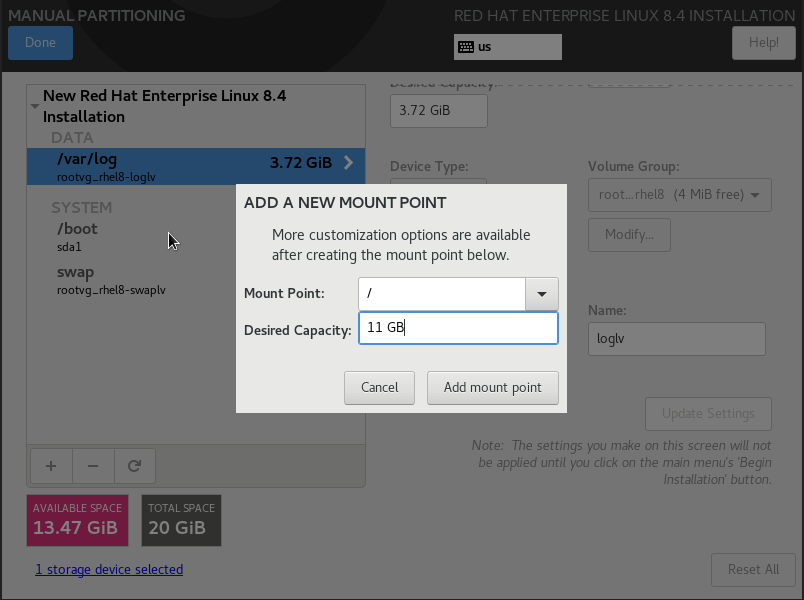 MANUAL PARTITIONING
RED HAT ENTERPRISE LINUX 8.4 INSTALLATION
Done
us
Help!
New Red Hat Enterprise Linux 8.4
Installation
DATA
/var/log
3.72 GiB
rootvg_rhel8-loglv
SYSTEM
/boot
sda1
swap
rootvg_rhel8-swaplv
Desired Capacity:
3.72 GiB
Device Type:
Volume Group:
root...rhel8 (4 MiB free)
Modify...
ADD A NEW MOUNT POINT
More customization options are available
after creating the mount point below.
Mount Point:
/
Desired Capacity:
11 GB
Cancel
Add mount point
Name:
loglv
Update Settings
Note: The settings you make on this screen will not
be applied until you click on the main menu's 'Begin
Installation' button.
+
−
AVAILABLE SPACE
13.47 GiB
TOTAL SPACE
20 GiB
1 storage device selected
Reset All